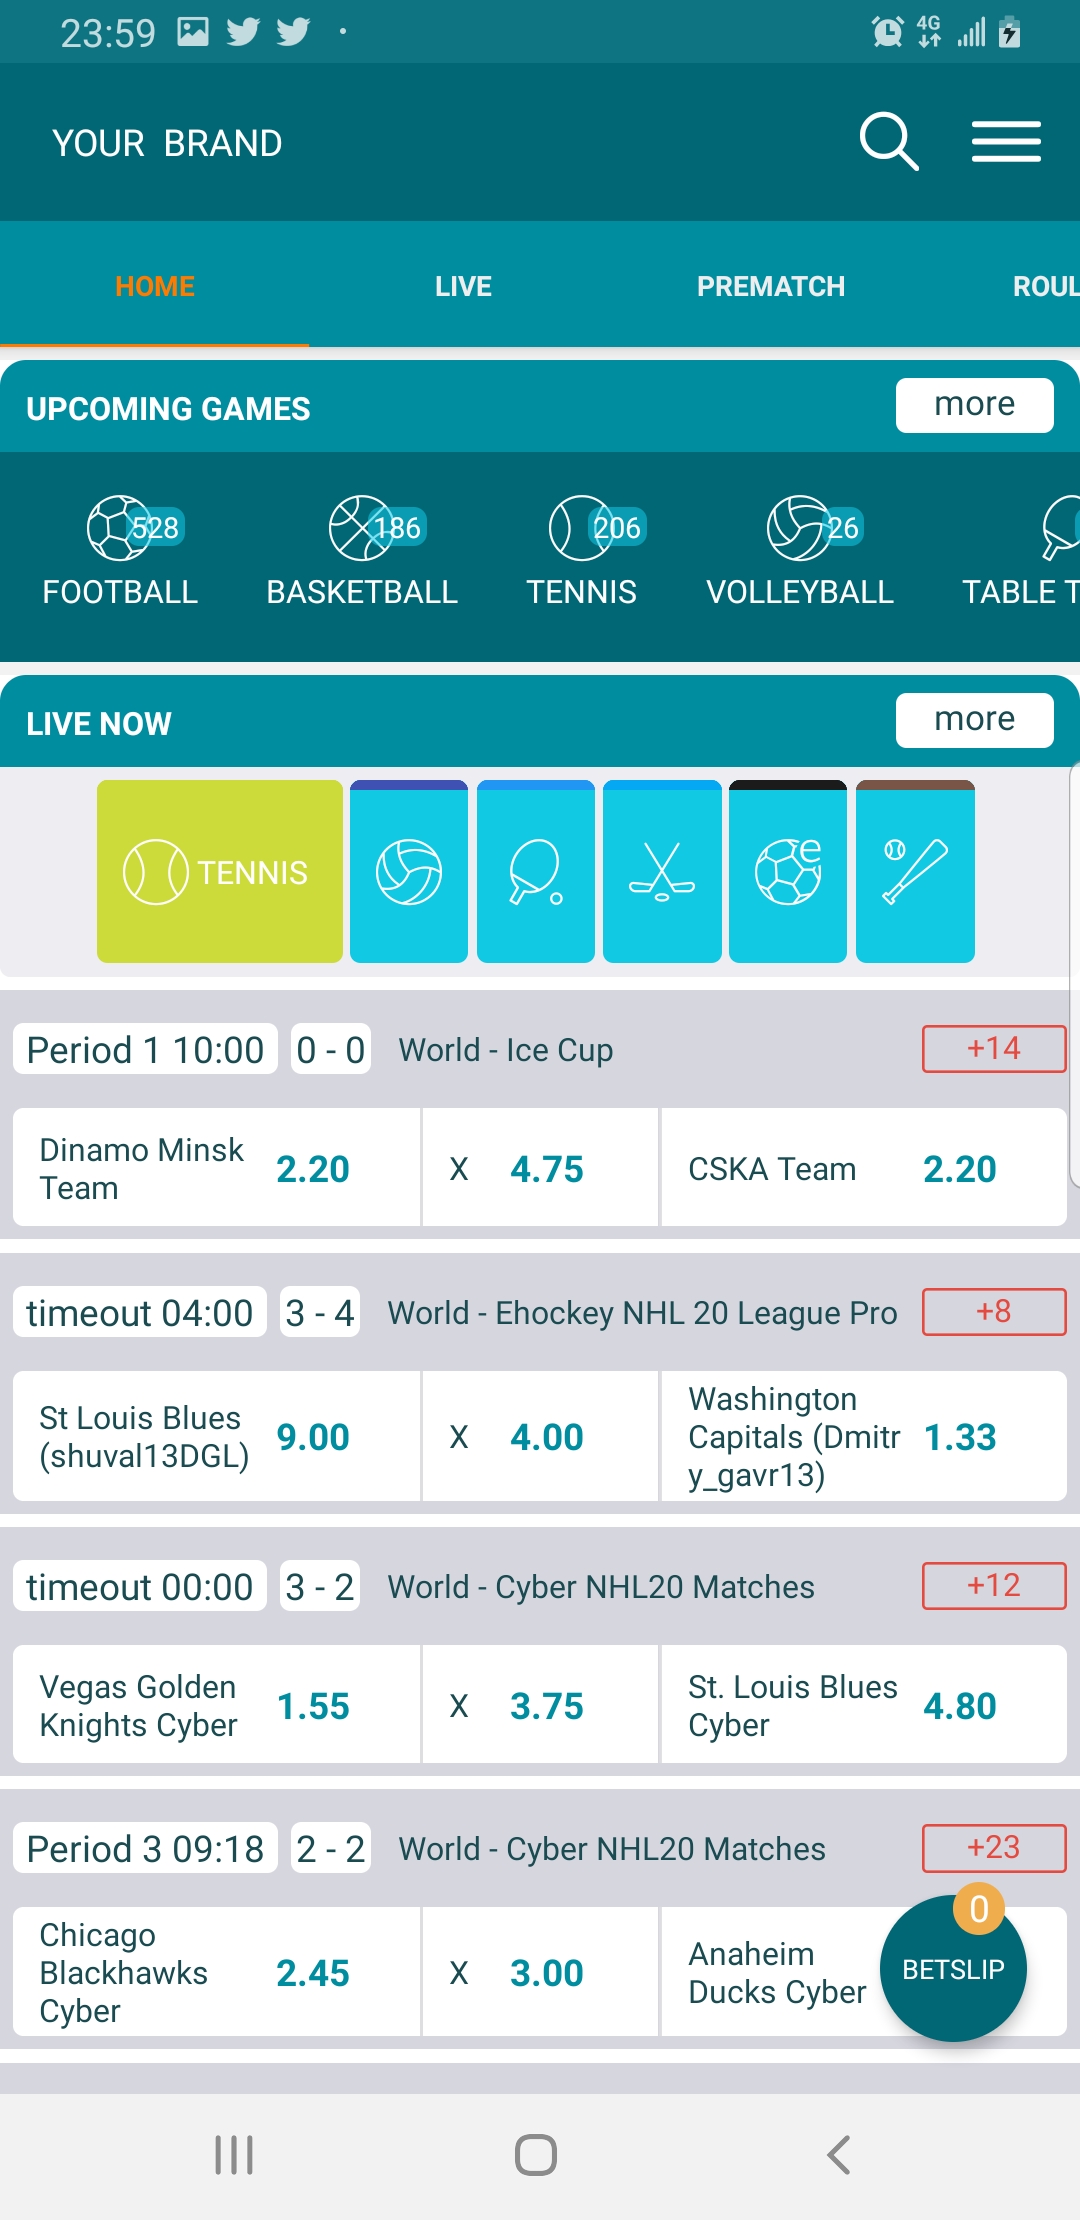 23:59
4G
YOUR BRAND
HOME LIVE PREMATCH ROUL
UPCOMING GAMES more
528 186 206 26
FOOTBALL BASKETBALL TENNIS VOLLEYBALL TABLE T
LIVE NOW more
TENNIS
e
Period 1 10:00 0 - 0 World - Ice Cup +14
Dinamo Minsk
Team 2.20 X 4.75 CSKA Team 2.20
timeout 04:00 3 - 4 World - Ehockey NHL 20 League Pro +8
St Louis Blues
(shuval13DGL) 9.00 X 4.00
Washington
Capitals (Dmitr
y_gavr13) 1.33
timeout 00:00 3 - 2 World - Cyber NHL20 Matches +12
Vegas Golden
Knights Cyber 1.55 X 3.75
St. Louis Blues
Cyber 4.80
Period 3 09:18 2 - 2 World - Cyber NHL20 Matches +23
Chicago
Blackhawks
Cyber 2.45 X 3.00
Anaheim
Ducks Cyber
0
BETSLIP